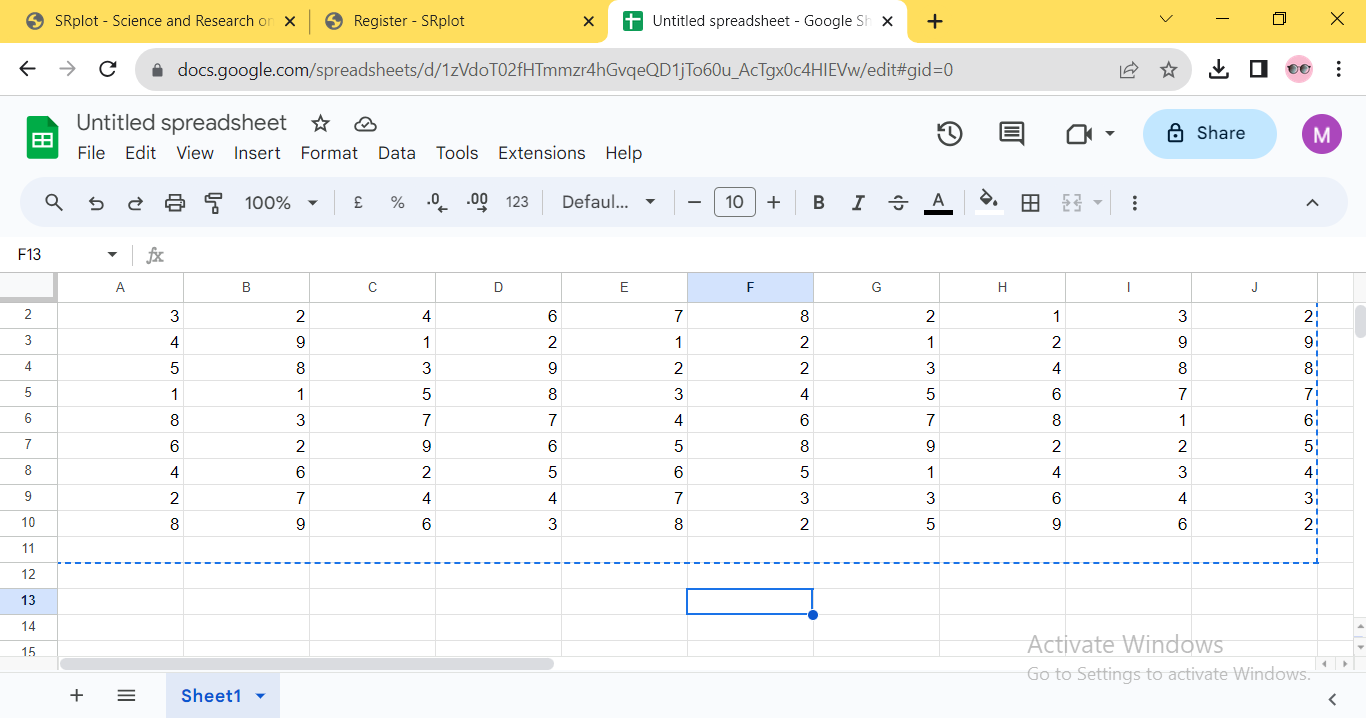 SRplot - Science and Research on
Register - SRplot
Untitled spreadsheet - Google Sh
docs.google.com/spreadsheets/d/1zVdoT02fHTmmzr4hGvqeQD1jTo60u_AcTgx0c4HIEVw/edit#gid=0
Untitled spreadsheet
File Edit View Insert Format Data Tools Extensions Help
Share
M
100% £ % .0 .00 123 Defaul... 10 B I S A
F13 fx
A B C D E F G H I J
2 3 2 4 6 7 8 2 1 3 2
3 4 9 1 2 1 2 1 2 9 9
4 5 8 3 9 2 2 3 4 8 8
5 1 1 5 8 3 4 5 6 7 7
6 8 3 7 7 4 6 7 8 1 6
7 6 2 9 6 5 8 9 2 2 5
8 4 6 2 5 6 5 1 4 3 4
9 2 7 4 4 7 3 3 6 4 3
10 8 9 6 3 8 2 5 9 6 2
11
12
13
14
15
Activate Windows
Go to Settings to activate Windows.
Sheet1